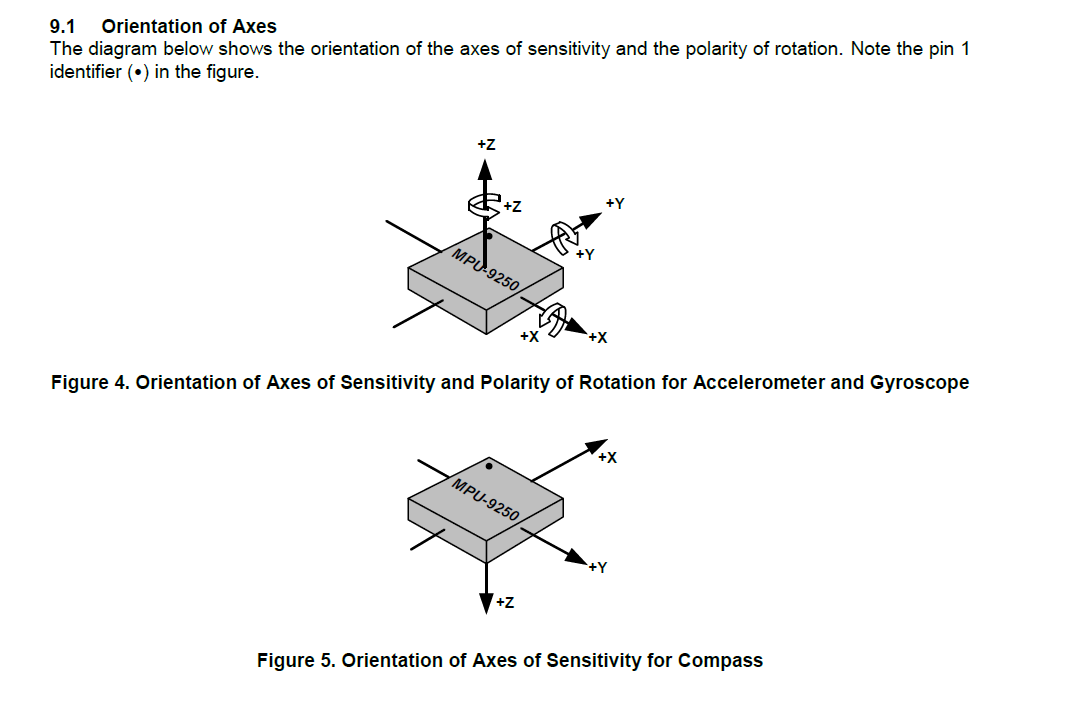 9.1 Orientation of Axes
The diagram below shows the orientation of the axes of sensitivity and the polarity of rotation. Note the pin 1
identifier (•) in the figure.
+Z
+Z
+Y
+Y
MPU-9250
+X
+X
Figure 4. Orientation of Axes of Sensitivity and Polarity of Rotation for Accelerometer and Gyroscope
+X
MPU-9250
+Y
+Z
Figure 5. Orientation of Axes of Sensitivity for Compass